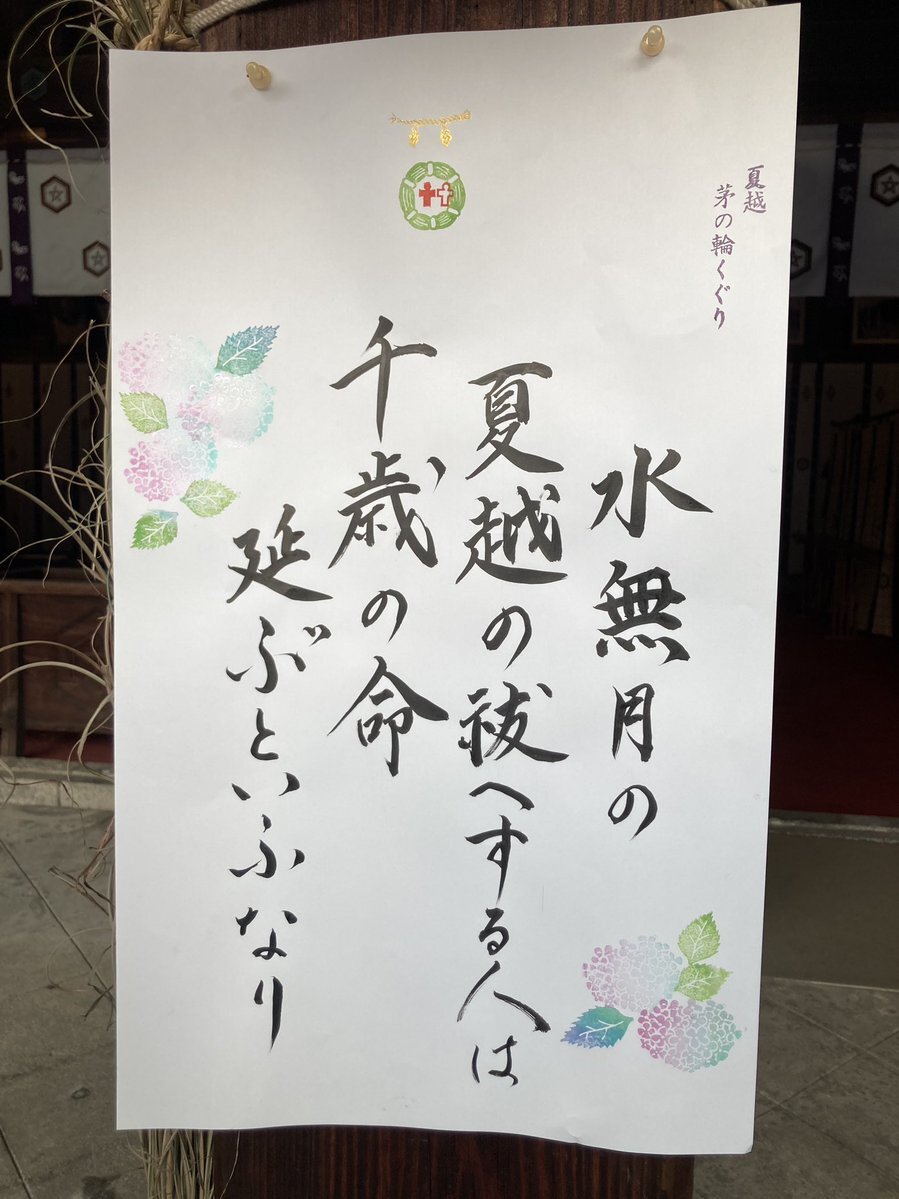 夏越
茅の輪くぐり
水無月の
夏越の祓へする人は
千歳の命
延ぶといふなり